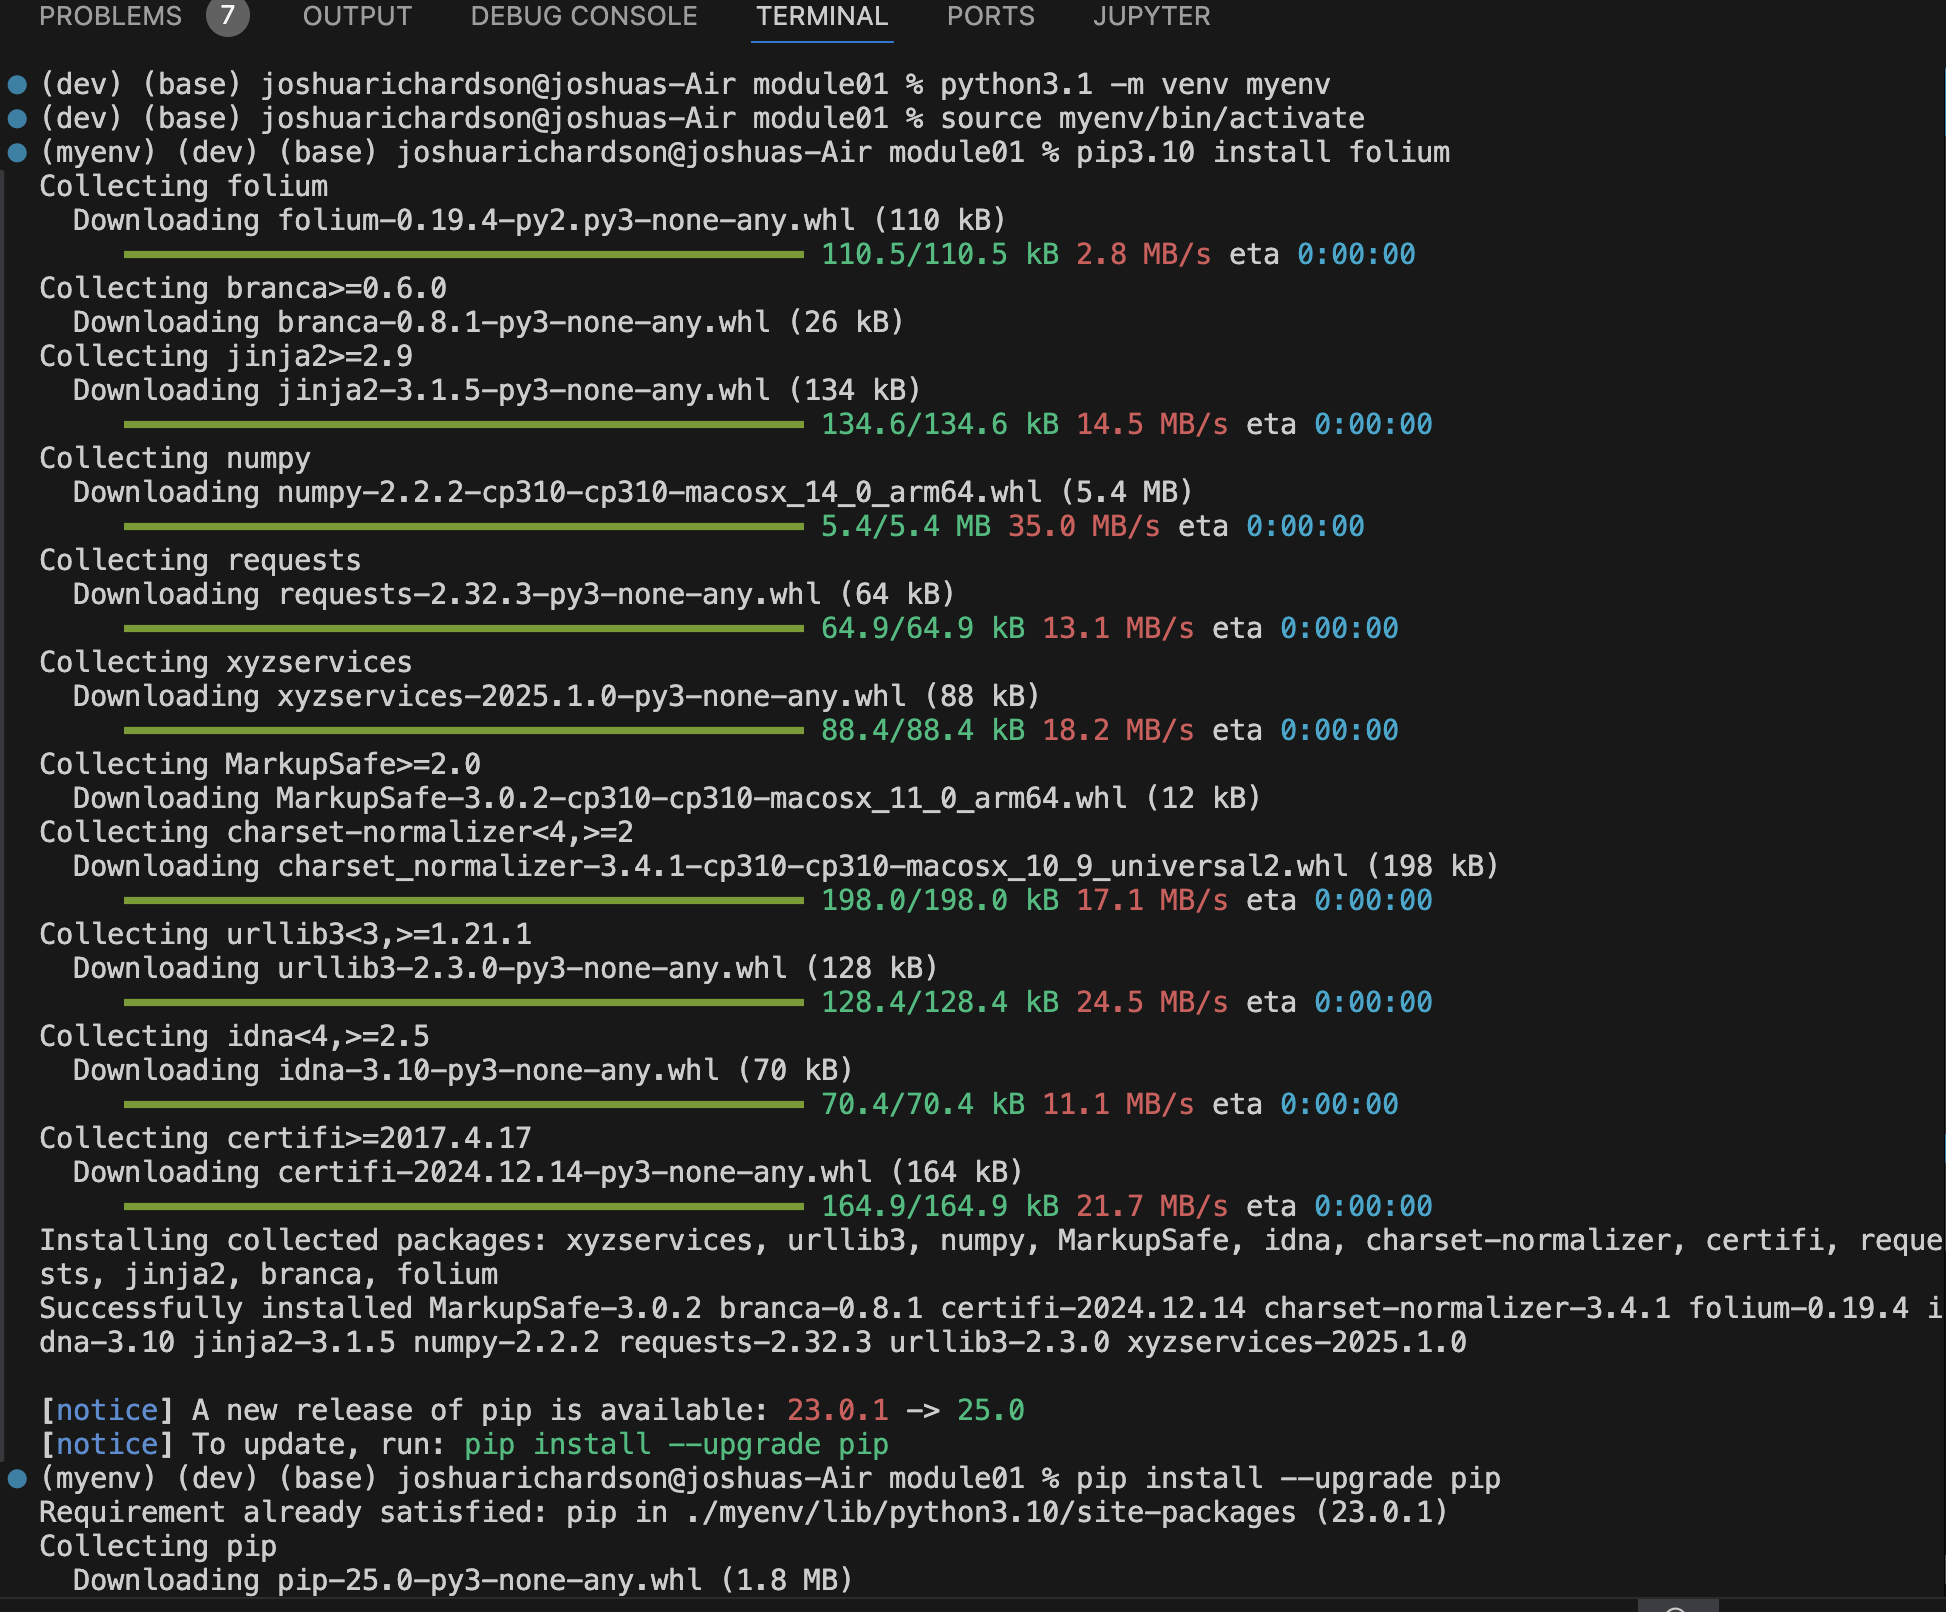 PROBLEMS 7 OUTPUT DEBUG CONSOLE TERMINAL PORTS JUPYTER
(dev) (base) joshuarichardson@joshuas-Air module01 % python3.1 -m venv myenv
(dev) (base) joshuarichardson@joshuas-Air module01 % source myenv/bin/activate
(myenv) (dev) (base) joshuarichardson@joshuas-Air module01 % pip3.10 install folium
Collecting folium
  Downloading folium-0.19.4-py2.py3-none-any.whl (110 kB)
110.5/110.5 kB 2.8 MB/s eta 0:00:00
Collecting branca>=0.6.0
  Downloading branca-0.8.1-py3-none-any.whl (26 kB)
Collecting jinja2>=2.9
  Downloading jinja2-3.1.5-py3-none-any.whl (134 kB)
134.6/134.6 kB 14.5 MB/s eta 0:00:00
Collecting numpy
  Downloading numpy-2.2.2-cp310-cp310-macosx_14_0_arm64.whl (5.4 MB)
5.4/5.4 MB 35.0 MB/s eta 0:00:00
Collecting requests
  Downloading requests-2.32.3-py3-none-any.whl (64 kB)
64.9/64.9 kB 13.1 MB/s eta 0:00:00
Collecting xyzservices
  Downloading xyzservices-2025.1.0-py3-none-any.whl (88 kB)
88.4/88.4 kB 18.2 MB/s eta 0:00:00
Collecting MarkupSafe>=2.0
  Downloading MarkupSafe-3.0.2-cp310-cp310-macosx_11_0_arm64.whl (12 kB)
Collecting charset-normalizer<4,>=2
  Downloading charset_normalizer-3.4.1-cp310-cp310-macosx_10_9_universal2.whl (198 kB)
198.0/198.0 kB 17.1 MB/s eta 0:00:00
Collecting urllib3<3,>=1.21.1
  Downloading urllib3-2.3.0-py3-none-any.whl (128 kB)
128.4/128.4 kB 24.5 MB/s eta 0:00:00
Collecting idna<4,>=2.5
  Downloading idna-3.10-py3-none-any.whl (70 kB)
70.4/70.4 kB 11.1 MB/s eta 0:00:00
Collecting certifi>=2017.4.17
  Downloading certifi-2024.12.14-py3-none-any.whl (164 kB)
164.9/164.9 kB 21.7 MB/s eta 0:00:00
Installing collected packages: xyzservices, urllib3, numpy, MarkupSafe, idna, charset-normalizer, certifi, reque
sts, jinja2, branca, folium
Successfully installed MarkupSafe-3.0.2 branca-0.8.1 certifi-2024.12.14 charset-normalizer-3.4.1 folium-0.19.4 i
dna-3.10 jinja2-3.1.5 numpy-2.2.2 requests-2.32.3 urllib3-2.3.0 xyzservices-2025.1.0
[notice] A new release of pip is available: 23.0.1 -> 25.0
[notice] To update, run: pip install --upgrade pip
(myenv) (dev) (base) joshuarichardson@joshuas-Air module01 % pip install --upgrade pip
Requirement already satisfied: pip in ./myenv/lib/python3.10/site-packages (23.0.1)
Collecting pip
  Downloading pip-25.0-py3-none-any.whl (1.8 MB)